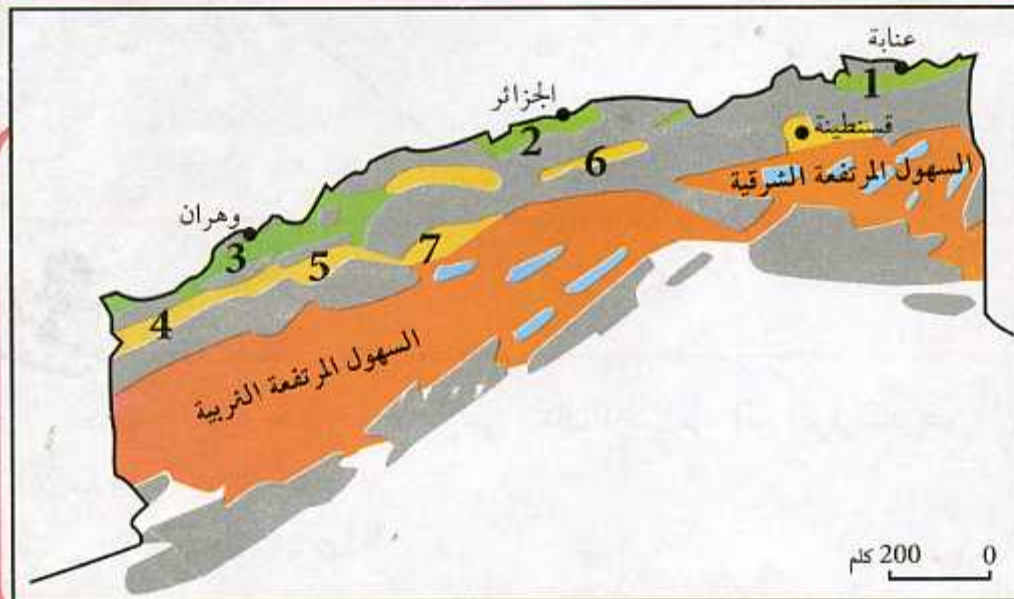 عنابة
1
الجزائر
2
قسنطينة
6
السهول المرتفعة الشرقية
وهران
3
7
5
4
السهول المرتفعة الغربية
200 كلم 0